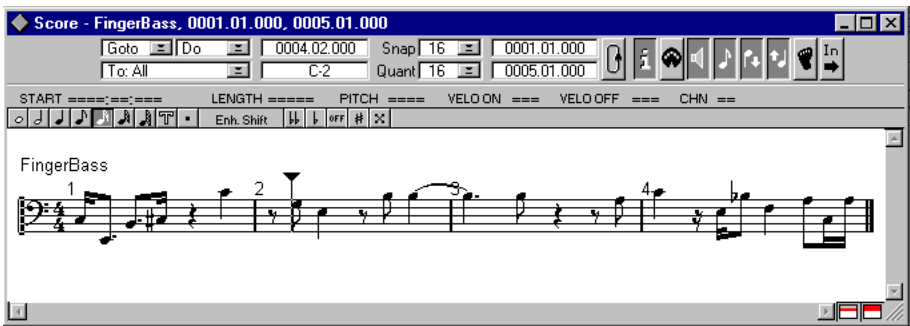 Score - FingerBass, 0001.01.000, 0005.01.000
Goto Do 0004.02.000 Snap 16 0001.01.000 In
To: All C-2 Quant 16 0005.01.000
START ====:==:=== LENGTH ===== PITCH ==== VELO ON === VELO OFF === CHN ==
T Enh. Shift OFF
FingerBass
1 2 3 4
4
4